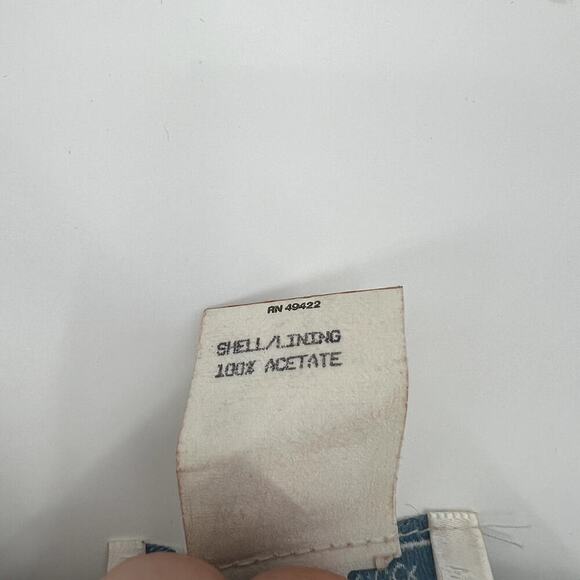 RN 49422
SHELL/LINING
100% ACETATE